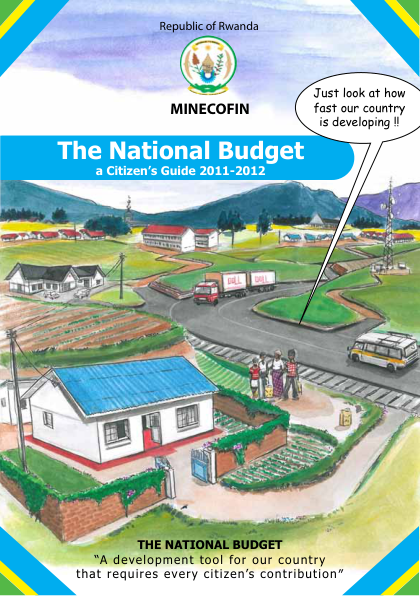 Republic of Rwanda
MINECOFIN
Just look at how
fast our country
is developing !!
The National Budget
a Citizen's Guide 2011-2012
THE NATIONAL BUDGET
“A development tool for our country
that requires every citizen’s contribution”